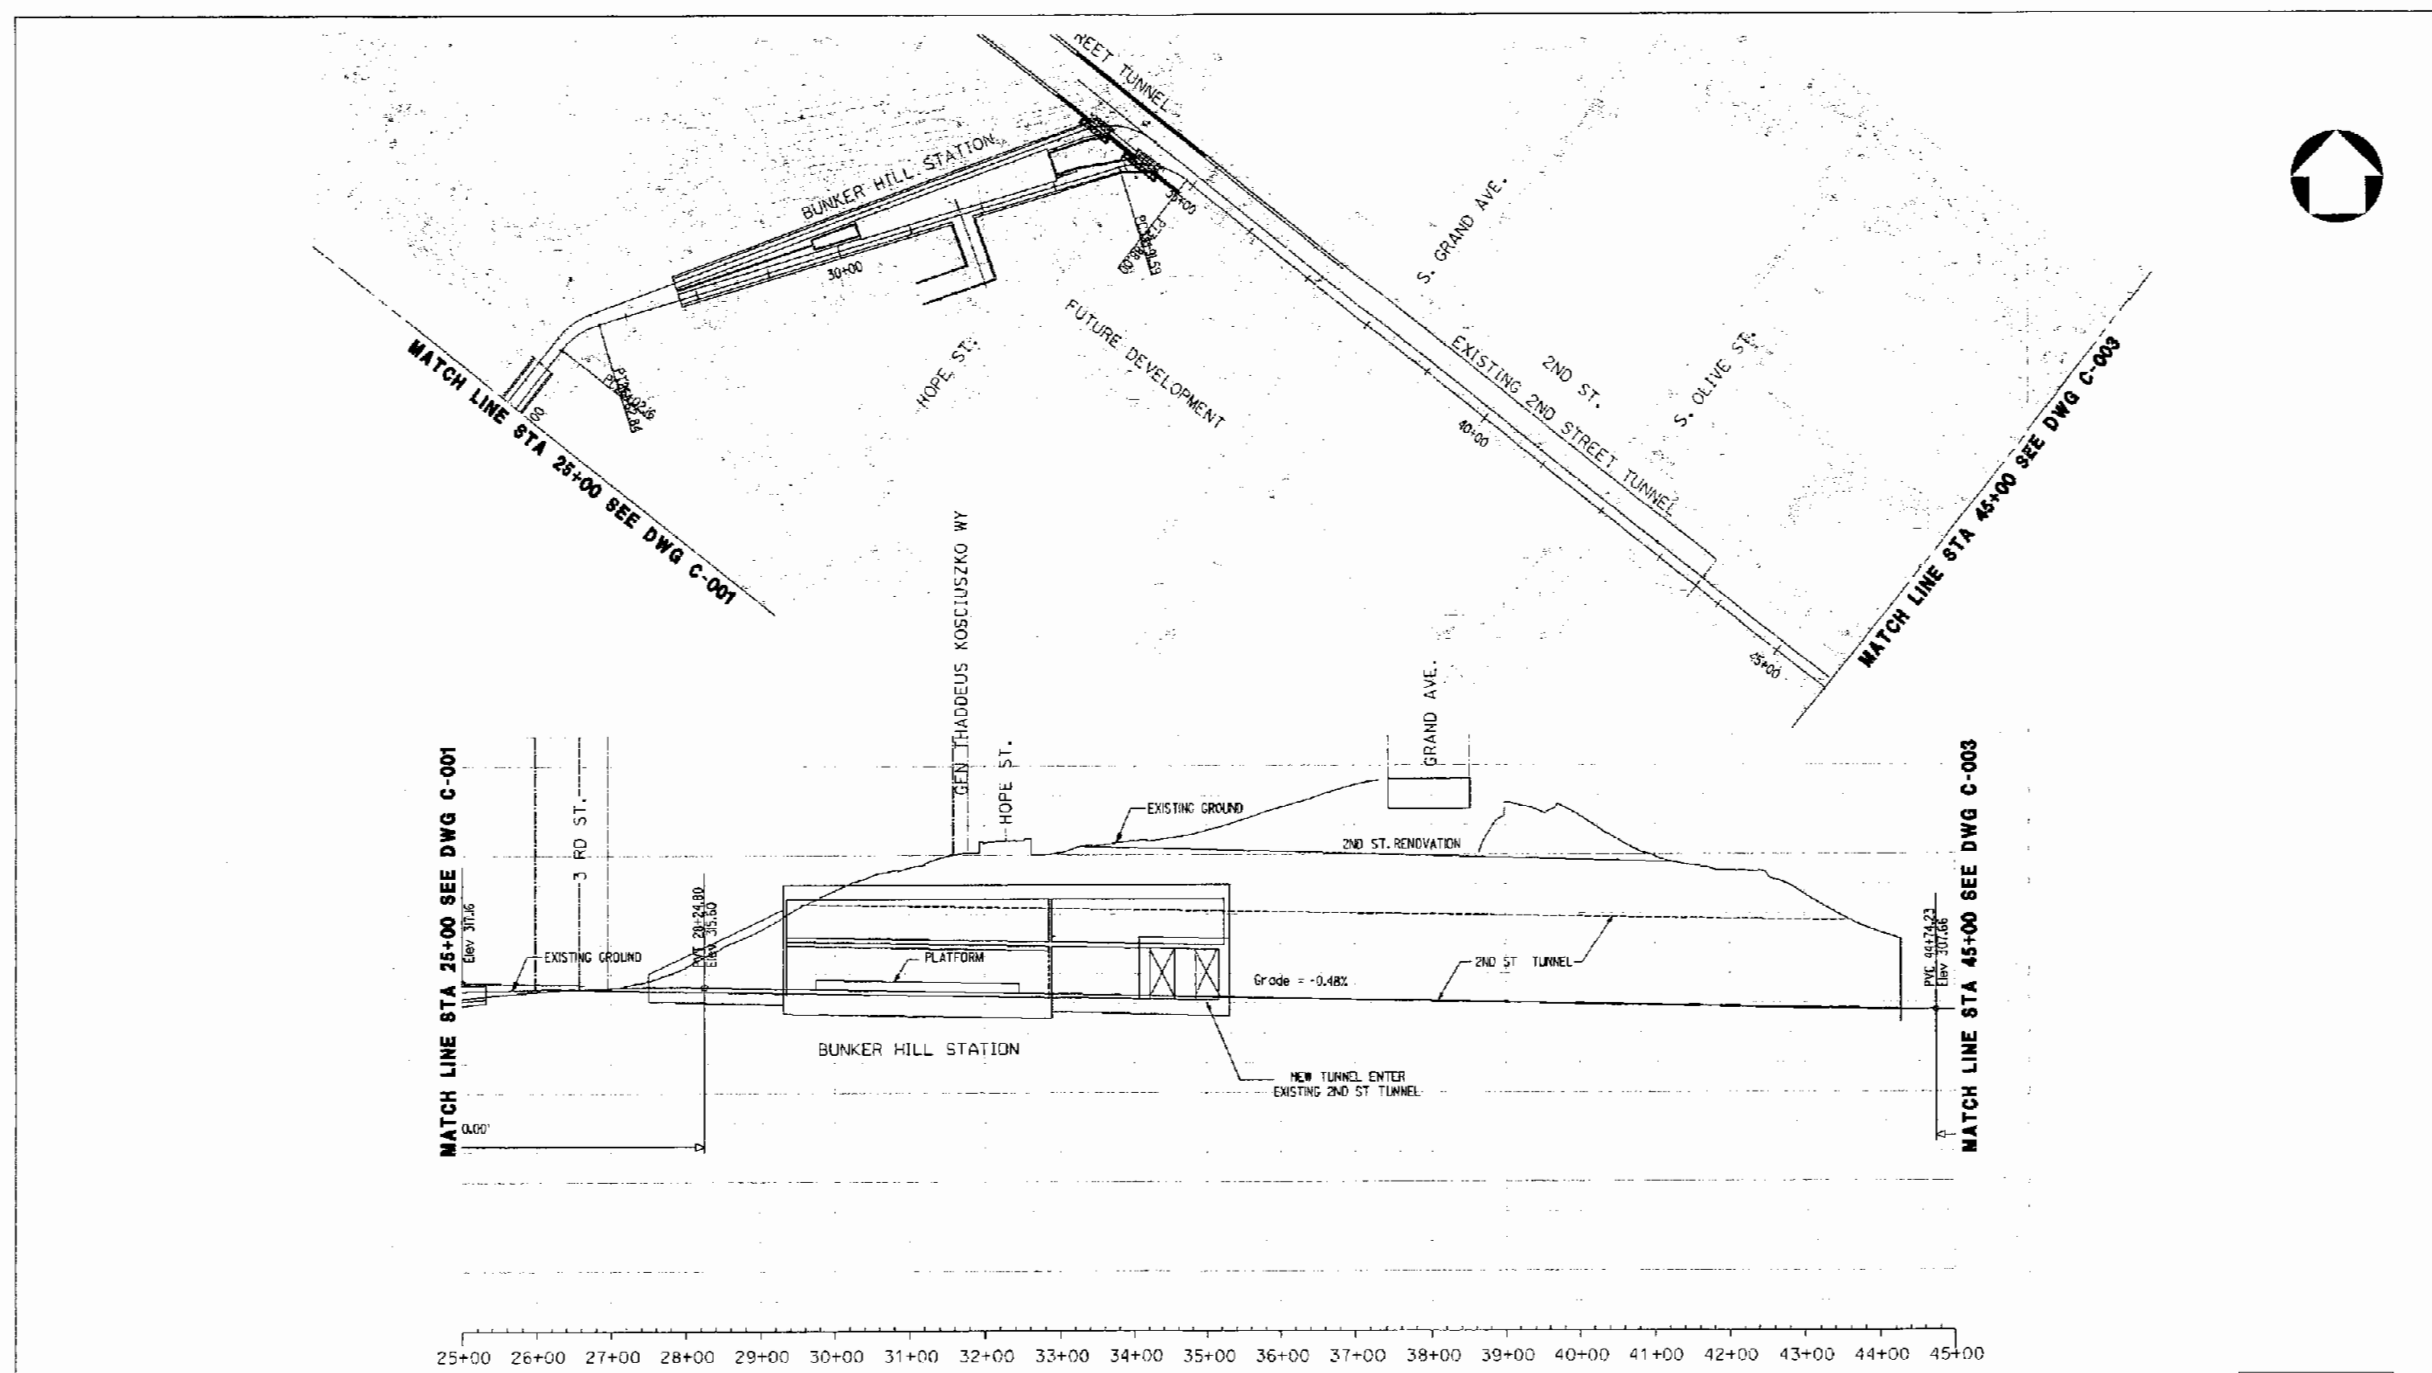 REET TUNNEL
BUNKER HILL STATION
30+00
35+00
S. GRAND AVE.
HOPE ST.
FUTURE DEVELOPMENT
EXISTING 2ND STREET TUNNEL
2ND ST.
S. OLIVE ST.
40+00
45+00
MATCH LINE STA 25+00 SEE DWG C-001
00
MATCH LINE STA 45+00 SEE DWG C-003
MATCH LINE STA 25+00 SEE DWG C-001
Elev 317.16
EXISTING GROUND
3 RD ST.
PVT 28+24.80
Elev 315.60
GEN THADDEUS KOSCIUSZKO WY
HOPE ST.
EXISTING GROUND
GRAND AVE.
2ND ST. RENOVATION
PLATFORM
Grade = -0.48%
2ND ST TUNNEL
BUNKER HILL STATION
NEW TUNNEL ENTER
EXISTING 2ND ST TUNNEL
0.00'
PVC 44+74.23
Elev 307.66
MATCH LINE STA 45+00 SEE DWG C-003
25+00 26+00 27+00 28+00 29+00 30+00 31+00 32+00 33+00 34+00 35+00 36+00 37+00 38+00 39+00 40+00 41+00 42+00 43+00 44+00 45+00